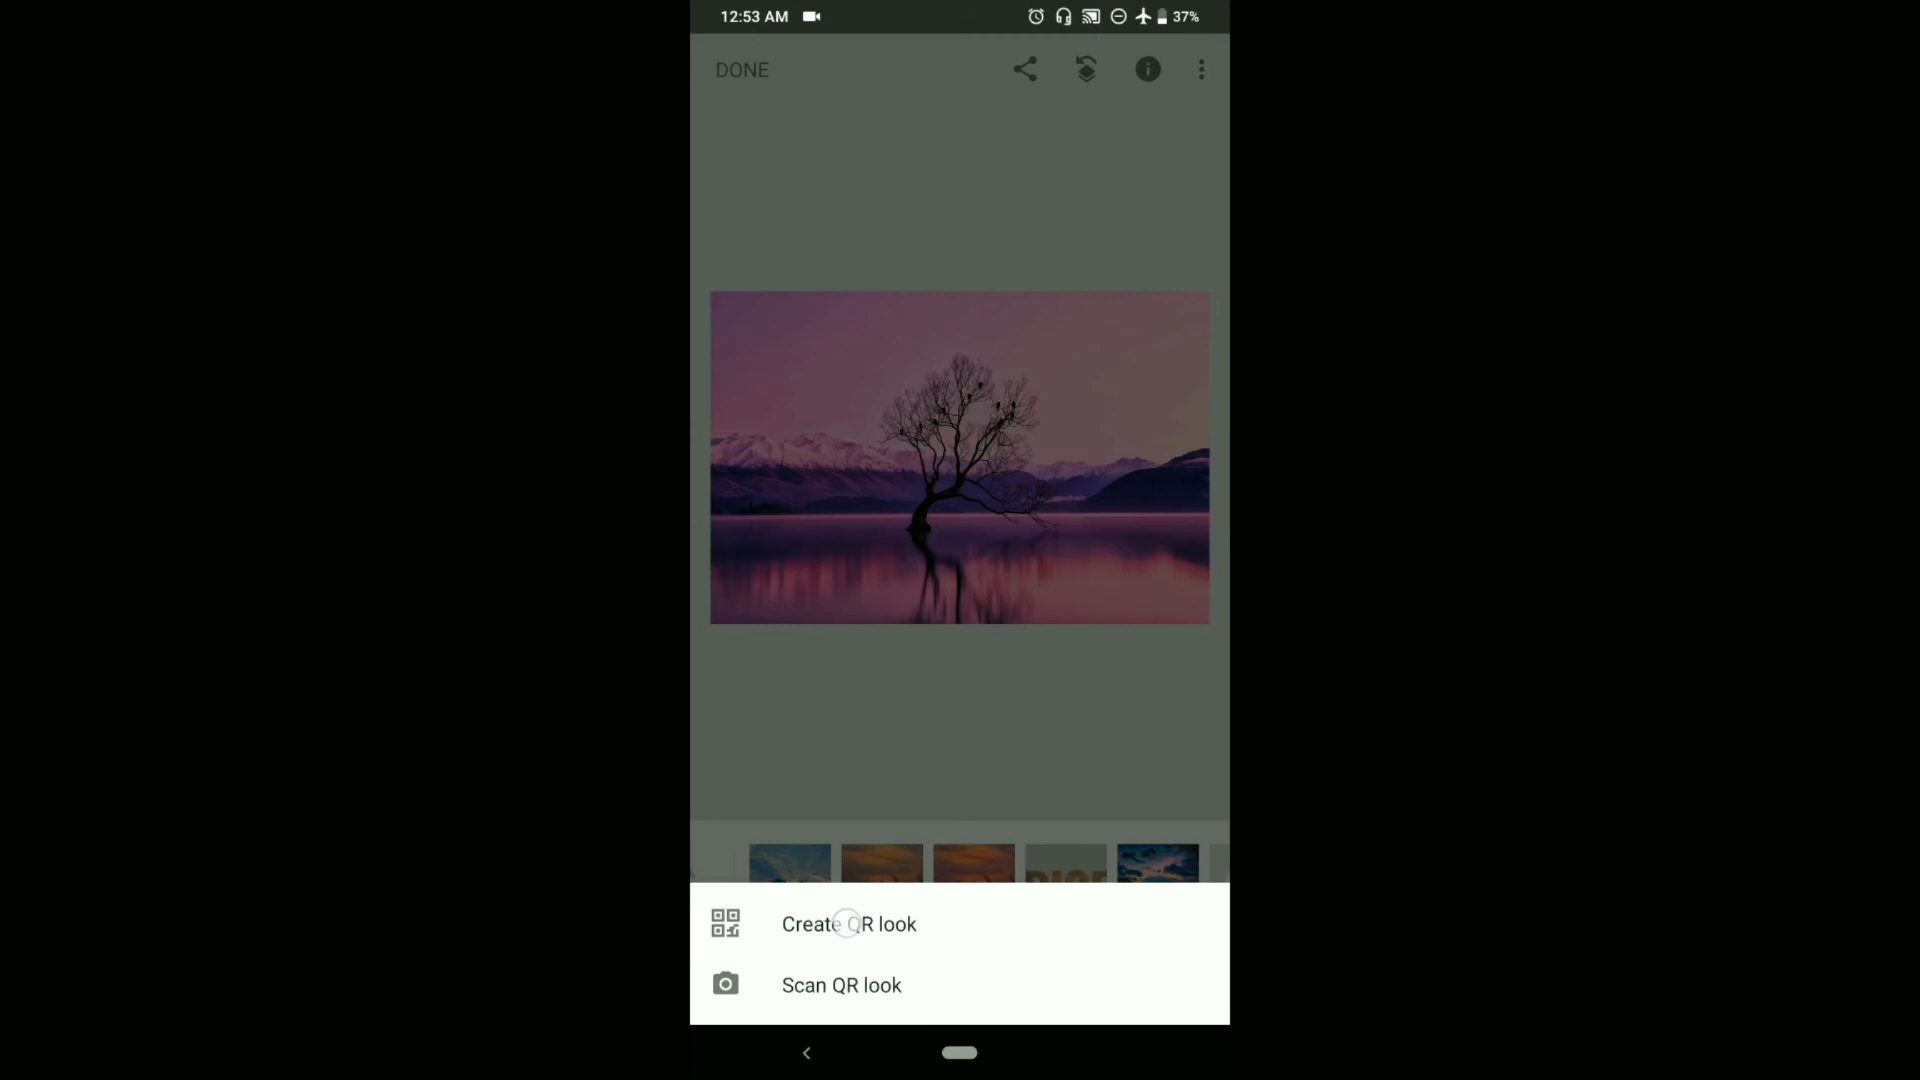 12:53 AM
37%
DONE
Create QR look
Scan QR look